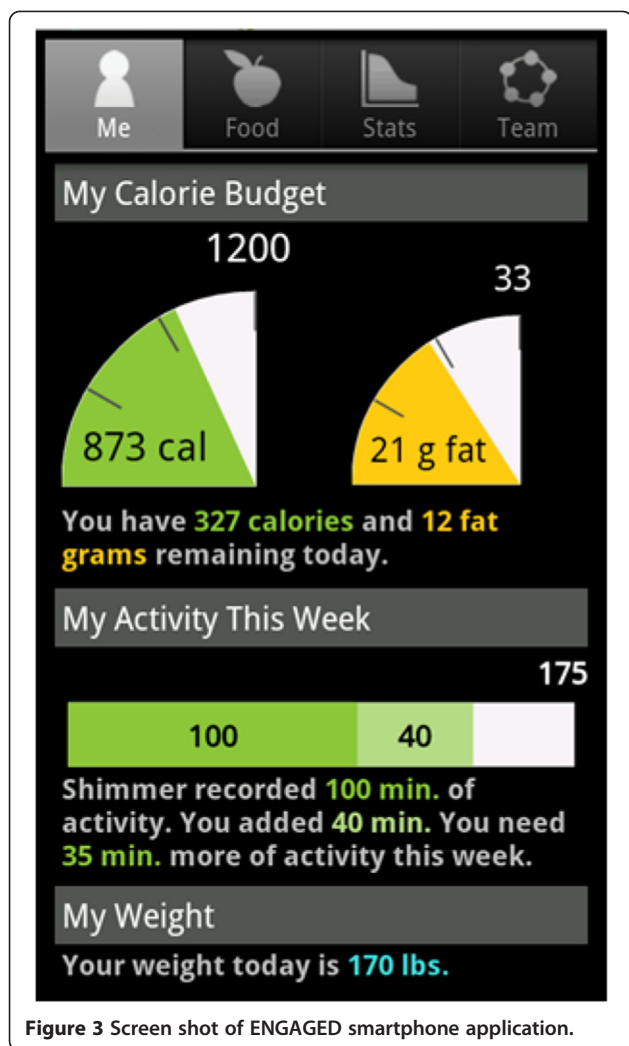 Me Food Stats Team
My Calorie Budget
1200
33
873 cal
21 g fat
You have 327 calories and 12 fat
grams remaining today.
My Activity This Week
175
100 40
Shimmer recorded 100 min. of
activity. You added 40 min. You need
35 min. more of activity this week.
My Weight
Your weight today is 170 lbs.
Figure 3 Screen shot of ENGAGED smartphone application.